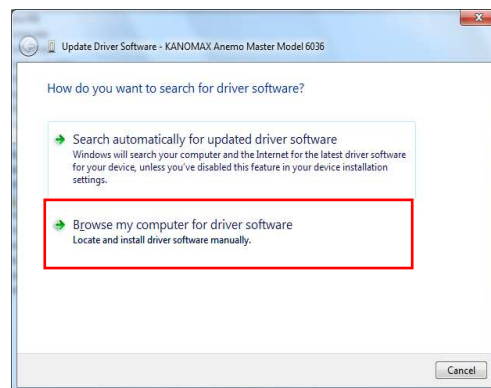 Update Driver Software - KANOMAX Anemo Master Model 6036
How do you want to search for driver software?
Search automatically for updated driver software
Windows will search your computer and the Internet for the latest driver software
for your device, unless you've disabled this feature in your device installation
settings.
Browse my computer for driver software
Locate and install driver software manually.
Cancel